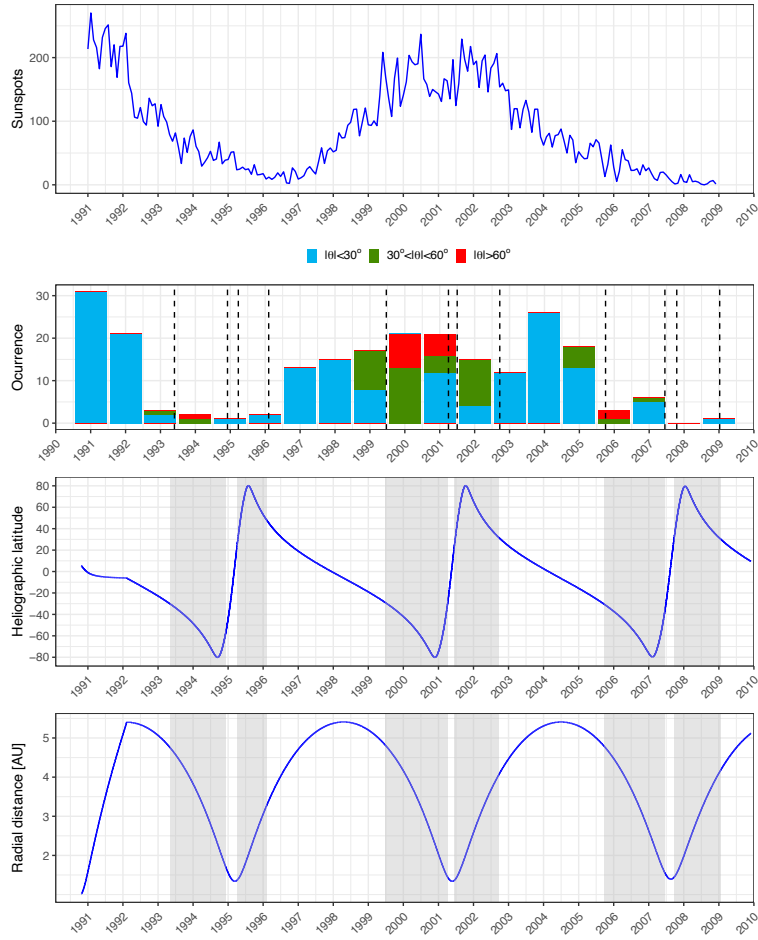 Sunspots
200
100
0
1991 1992 1993 1994 1995 1996 1997 1998 1999 2000 2001 2002 2003 2004 2005 2006 2007 2008 2009 2010
|θ|<30° 30°<|θ|<60° |θ|>60°
Ocurrence
30
20
10
0
1990 1991 1992 1993 1994 1995 1996 1997 1998 1999 2000 2001 2002 2003 2004 2005 2006 2007 2008 2009 2010
Heliographic latitude
80
60
40
20
0
−20
−40
−60
−80
1991 1992 1993 1994 1995 1996 1997 1998 1999 2000 2001 2002 2003 2004 2005 2006 2007 2008 2009 2010
Radial distance [AU]
5
4
3
2
1991 1992 1993 1994 1995 1996 1997 1998 1999 2000 2001 2002 2003 2004 2005 2006 2007 2008 2009 2010